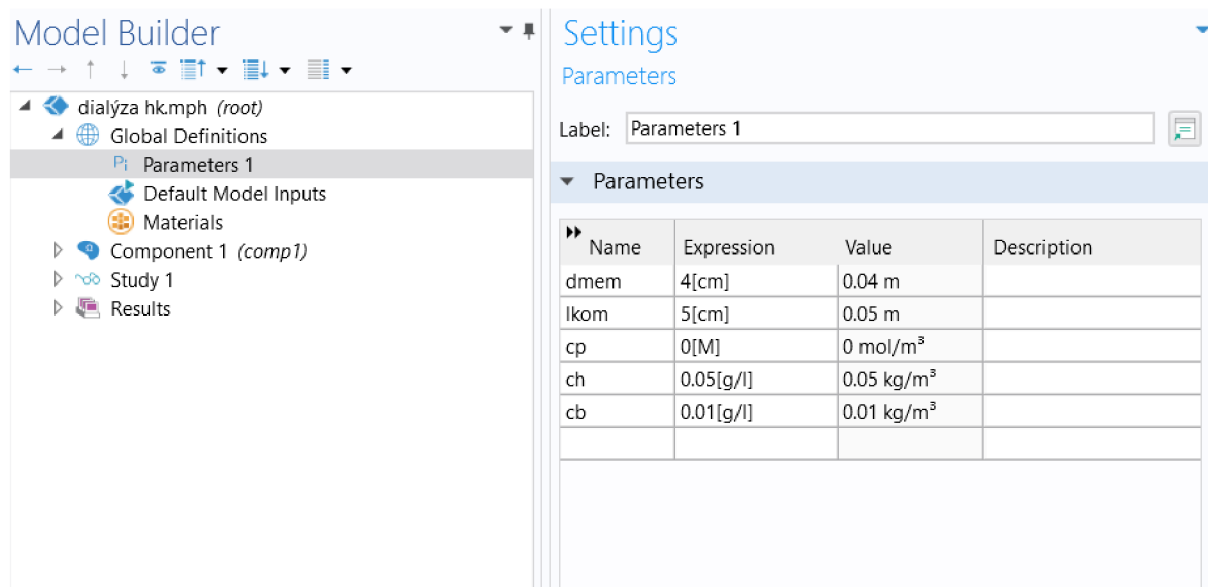 Model Builder
dialýza hk.mph (root)
Global Definitions
Pi Parameters 1
Default Model Inputs
Materials
Component 1 (comp1)
Study 1
Results
Settings
Parameters
Label: Parameters 1
Parameters
Name Expression Value Description
dmem 4[cm] 0.04 m
lkom 5[cm] 0.05 m
cp 0[M] 0 mol/m³
ch 0.05[g/l] 0.05 kg/m³
cb 0.01[g/l] 0.01 kg/m³